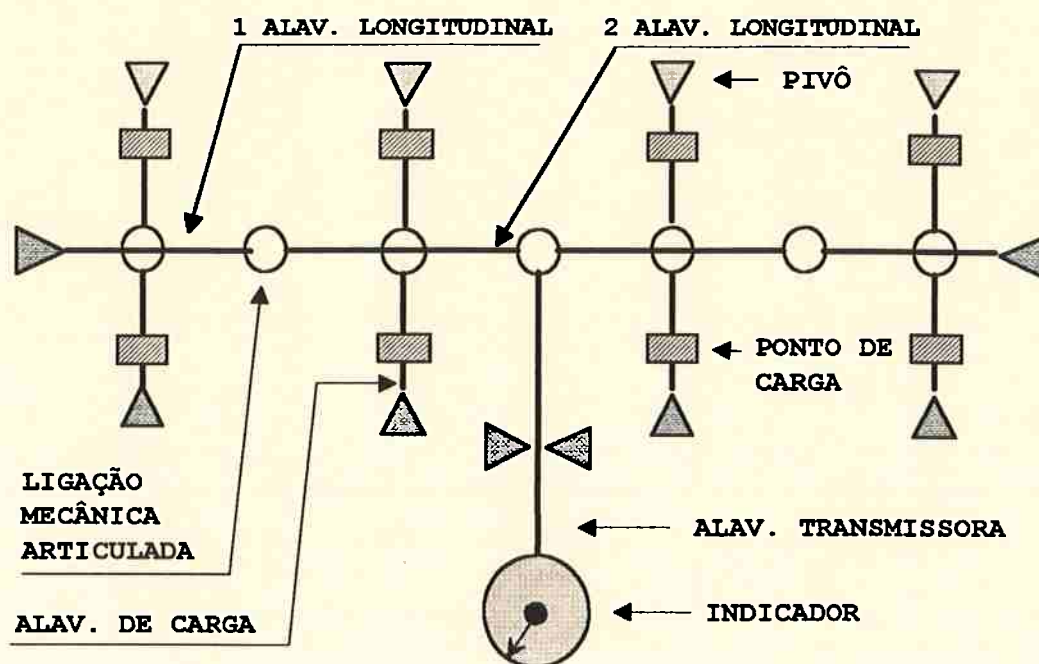 1 ALAV. LONGITUDINAL
2 ALAV. LONGITUDINAL
PIVÔ
PONTO DE
CARGA
LIGAÇÃO
MECÂNICA
ARTICULADA
ALAV. TRANSMISSORA
ALAV. DE CARGA
INDICADOR